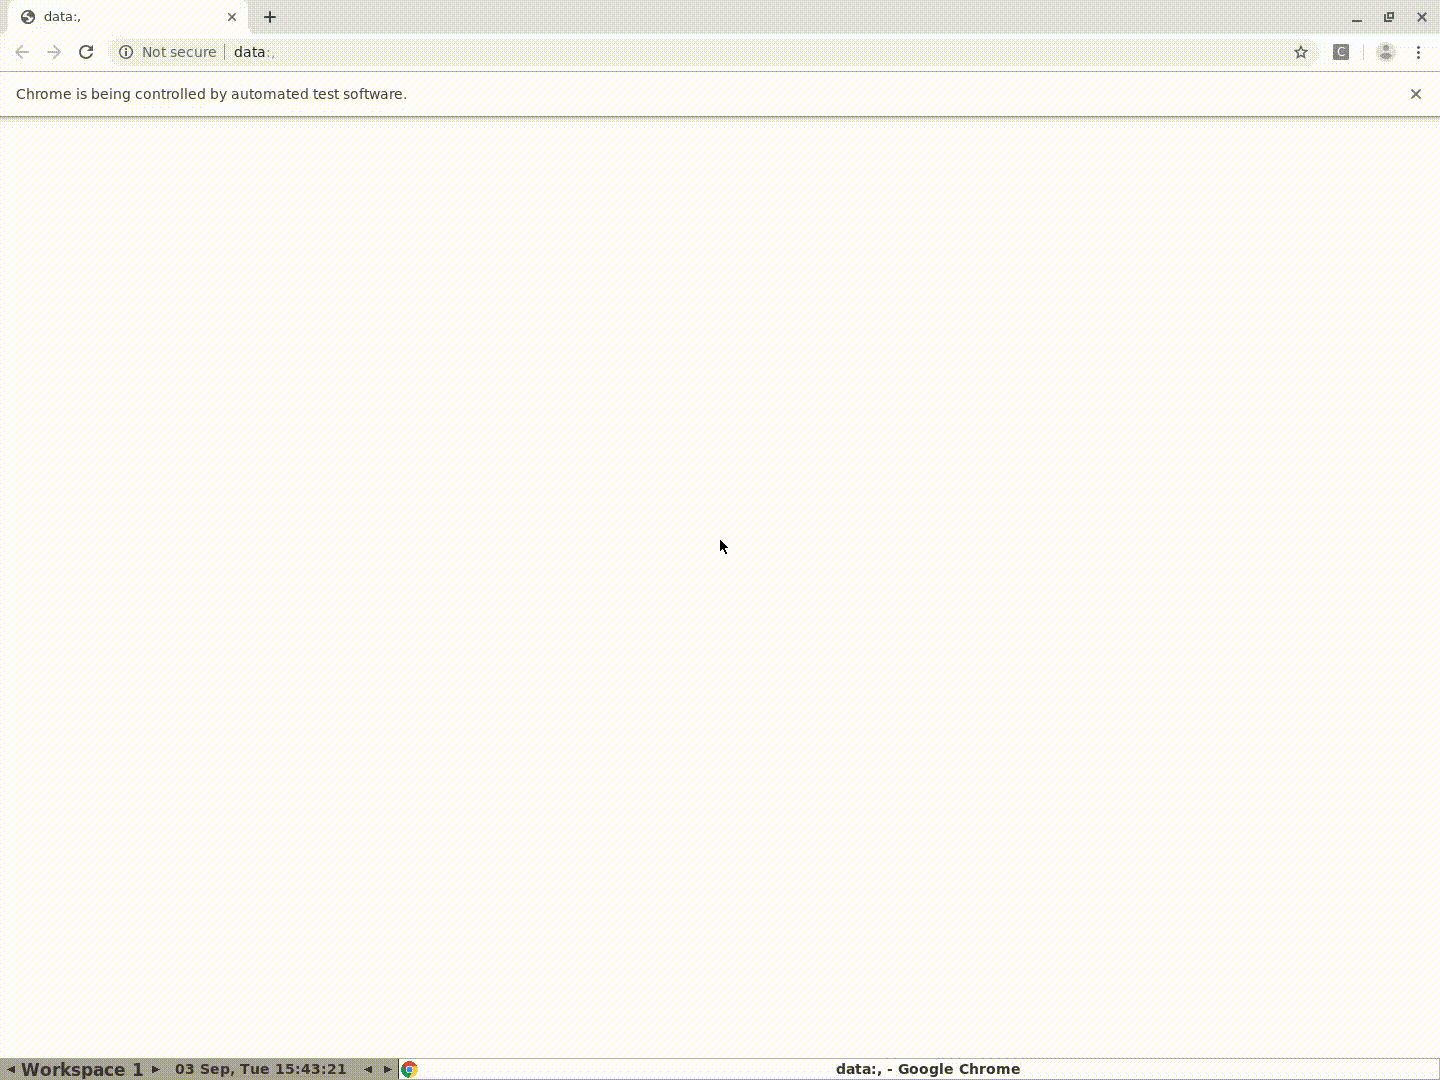 data:,
Not secure | data:,
C
Chrome is being controlled by automated test software.
Workspace 1 03 Sep, Tue 15:43:21 data:, - Google Chrome